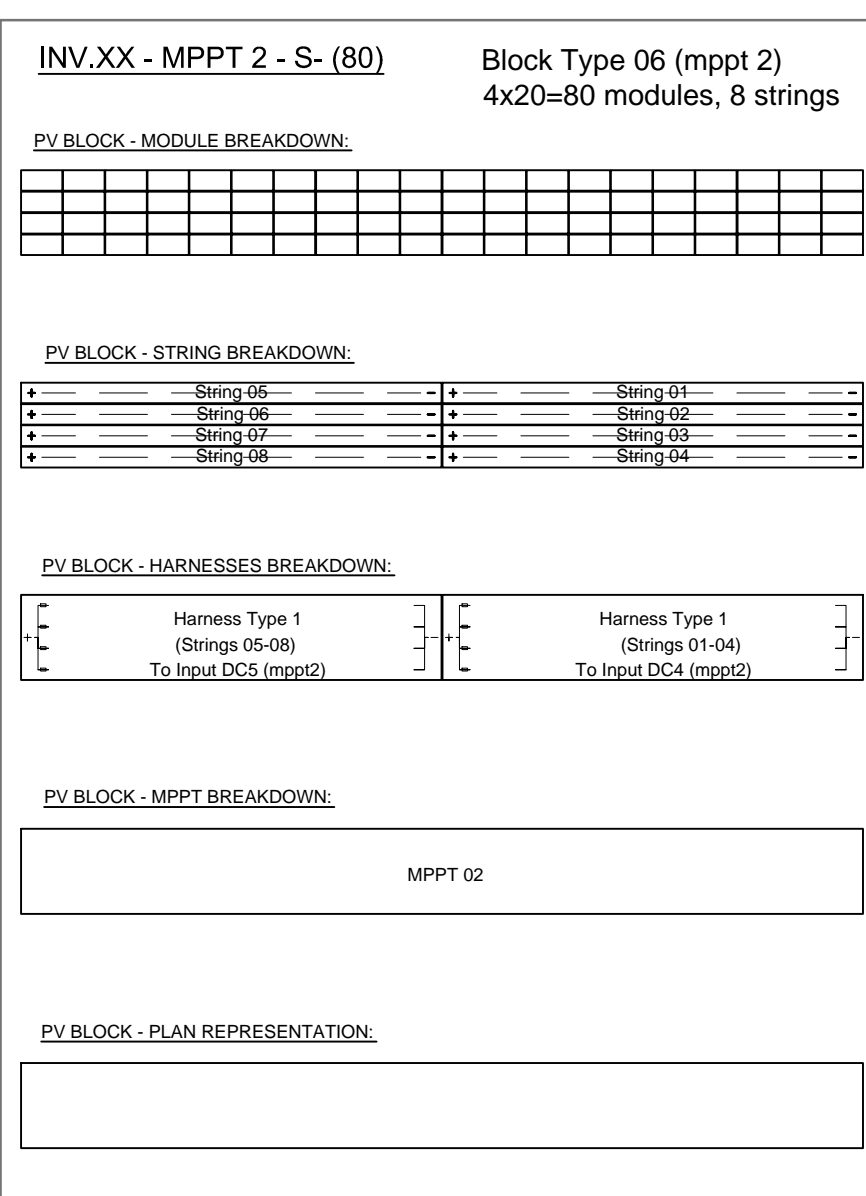 INV.XX - MPPT 2 - S- (80)
Block Type 06 (mppt 2)
4x20=80 modules, 8 strings
PV BLOCK - MODULE BREAKDOWN:
PV BLOCK - STRING BREAKDOWN:
+ String 05 - + String 01 -
+ String 06 - + String 02 -
+ String 07 - + String 03 -
+ String 08 - + String 04 -
PV BLOCK - HARNESSES BREAKDOWN:
Harness Type 1
+ (Strings 05-08) -
To Input DC5 (mppt2)
Harness Type 1
+ (Strings 01-04) -
To Input DC4 (mppt2)
PV BLOCK - MPPT BREAKDOWN:
MPPT 02
PV BLOCK - PLAN REPRESENTATION: